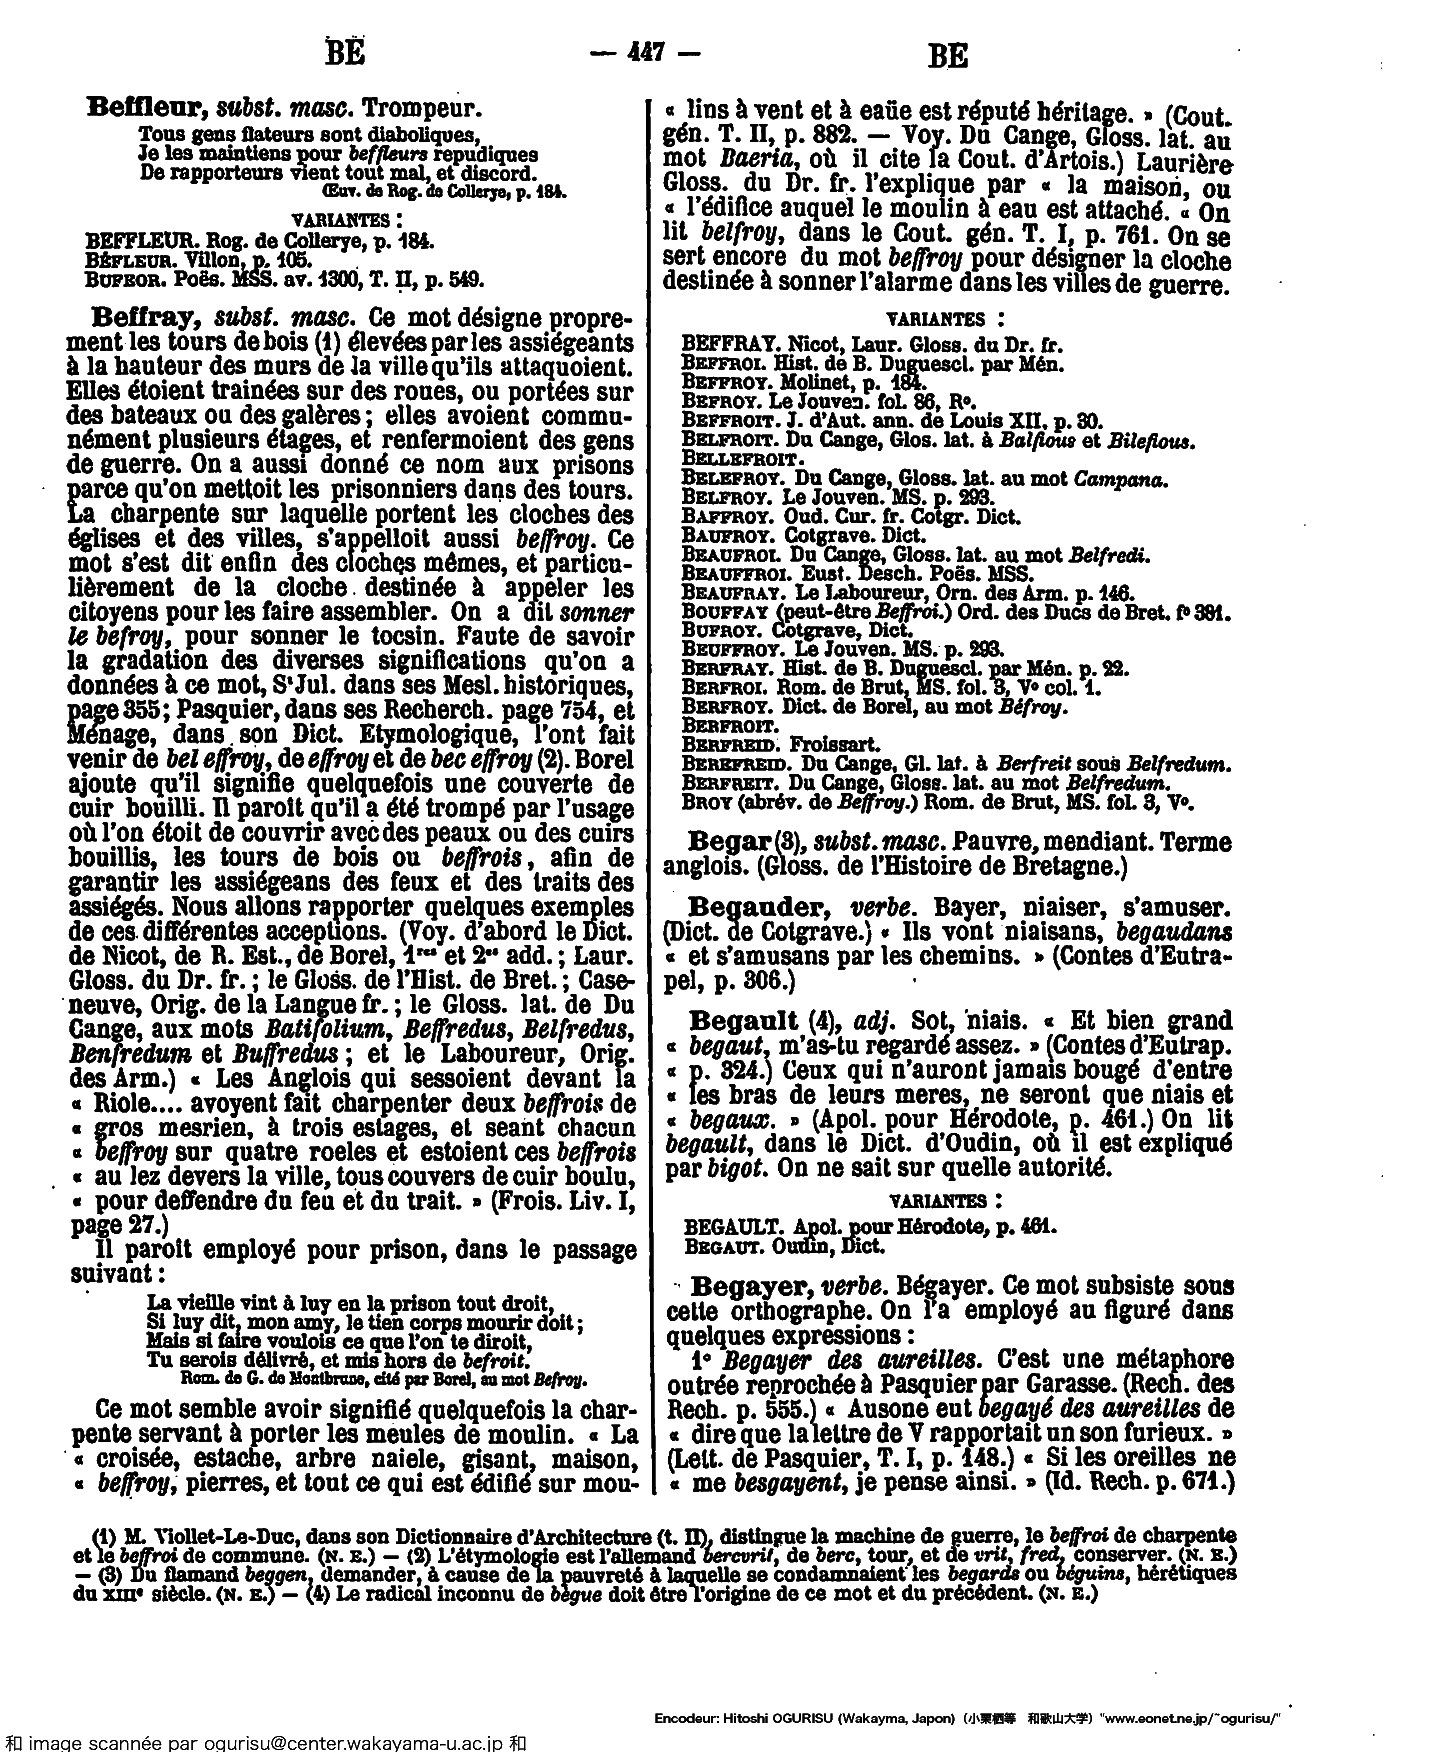 BE
— 447 —
BE
Beffleur, subst. masc. Trompeur.
Tous gens flateurs sont diaboliques,
Je les maintiens pour beffleurs repudiques
De rapporteurs vient tout mal, et discord.
Œuv. de Rog. de Collerye, p. 184.
VARIANTES :
BEFFLEUR. Rog. de Collerye, p. 184.
BÉFLEUR. Villon, p. 105.
BUFEOR. Poës. MSS. av. 1300, T. II, p. 549.
Beffray, subst. masc. Ce mot désigne propre-
ment les tours de bois (1) élevées par les assiégeants
à la hauteur des murs de la ville qu'ils attaquoient.
Elles étoient trainées sur des roues, ou portées sur
des bateaux ou des galères ; elles avoient commu-
nément plusieurs étages, et renfermoient des gens
de guerre. On a aussi donné ce nom aux prisons
parce qu'on mettoit les prisonniers dans des tours.
La charpente sur laquelle portent les cloches des
églises et des villes, s'appelloit aussi beffroy. Ce
mot s'est dit enfin des cloches mêmes, et particu-
lièrement de la cloche destinée à appeler les
citoyens pour les faire assembler. On a dit sonner
le befroy, pour sonner le tocsin. Faute de savoir
la gradation des diverses significations qu'on a
données à ce mot, St Jul. dans ses Mesl. historiques,
page 355 ; Pasquier, dans ses Recherch. page 754, et
Ménage, dans son Dict. Etymologique, l'ont fait
venir de bel effroy, de effroy et de bec effroy (2). Borel
ajoute qu'il signifie quelquefois une couverte de
cuir bouilli. Il paroit qu'il a été trompé par l'usage
où l'on étoit de couvrir avec des peaux ou des cuirs
bouillis, les tours de bois ou beffrois, afin de
garantir les assiégeans des feux et des traits des
assiégés. Nous allons rapporter quelques exemples
de ces différentes acceptions. (Voy. d'abord le Dict.
de Nicot, de R. Est., de Borel, 1res et 2es add. ; Laur.
Gloss. du Dr. fr. ; le Gloss. de l'Hist. de Bret. ; Case-
neuve, Orig. de la Langue fr. ; le Gloss. lat. de Du
Cange, aux mots Batifolium, Beffredus, Belfredus,
Benfredum et Buffredus ; et le Laboureur, Orig.
des Arm.) « Les Anglois qui sessoient devant la
« Riole.... avoyent fait charpenter deux beffrois de
« gros mesrien, à trois estages, et seant chacun
« beffroy sur quatre roeles et estoient ces beffrois
« au lez devers la ville, tous couvers de cuir boulu,
« pour deffendre du feu et du trait. » (Frois. Liv. I,
page 27.)
Il paroit employé pour prison, dans le passage
suivant :
La vieille vint à luy en la prison tout droit,
Si luy dit, mon amy, le tien corps mourir doit ;
Mais si faire voulois ce que l'on te diroit,
Tu serois délivré, et mis hors de befroit.
Rom. de G. de Montbrune, cité par Borel, au mot Befroy.
Ce mot semble avoir signifié quelquefois la char-
pente servant à porter les meules de moulin. « La
« croisée, estache, arbre naiele, gisant, maison,
« beffroy, pierres, et tout ce qui est édifié sur mou-
« lins à vent et à eaüe est réputé héritage. » (Cout.
gén. T. II, p. 882. — Voy. Du Cange, Gloss. lat. au
mot Baeria, où il cite la Cout. d'Artois.) Laurière
Gloss. du Dr. fr. l'explique par « la maison, ou
« l'édifice auquel le moulin à eau est attaché. « On
lit belfroy, dans le Cout. gén. T. I, p. 761. On se
sert encore du mot beffroy pour désigner la cloche
destinée à sonner l'alarme dans les villes de guerre.
VARIANTES :
BEFFRAY. Nicot, Laur. Gloss. du Dr. fr.
BEFFROI. Hist. de B. Duguescl. par Mén.
BEFFROY. Molinet, p. 184.
BEFROY. Le Jouven. fol. 86, Ro.
BEFFROIT. J. d'Aut. ann. de Louis XII, p. 30.
BELFROIT. Du Cange, Glos. lat. à Balfious et Bilefious.
BELLEFROIT.
BELEFROY. Du Cange, Gloss. lat. au mot Campana.
BELFROY. Le Jouven. MS. p. 293.
BAFFROY. Oud. Cur. fr. Cotgr. Dict.
BAUFROY. Cotgrave. Dict.
BEAUFROI. Du Cange, Gloss. lat. au mot Belfredi.
BEAUFFROI. Eust. Desch. Poës. MSS.
BEAUFRAY. Le Laboureur, Orn. des Arm. p. 146.
BOUFFAY (peut-être Beffroi.) Ord. des Ducs de Bret. fo 381.
BUFROY. Cotgrave, Dict.
BEUFFROY. Le Jouven. MS. p. 293.
BERFRAY. Hist. de B. Duguescl. par Mén. p. 22.
BERFROI. Rom. de Brut, MS. fol. 3, Vo col. 1.
BERFROY. Dict. de Borel, au mot Béfroy.
BERFROIT.
BERFREID. Froissart.
BEREFREID. Du Cange, Gl. lat. à Berfreit sous Belfredum.
BERFREIT. Du Cange, Gloss. lat. au mot Belfredum.
BROY (abrév. de Beffroy.) Rom. de Brut, MS. fol. 3, Vo.
Begar (3), subst. masc. Pauvre, mendiant. Terme
anglois. (Gloss. de l'Histoire de Bretagne.)
Begauder, verbe. Bayer, niaiser, s'amuser.
(Dict. de Cotgrave.) « Ils vont niaisans, begaudans
« et s'amusans par les chemins. » (Contes d'Eutra-
pel, p. 306.)
Begault (4), adj. Sot, niais. « Et bien grand
« begaut, m'as-tu regardé assez. » (Contes d'Eutrap.
« p. 324.) Ceux qui n'auront jamais bougé d'entre
« les bras de leurs meres, ne seront que niais et
« begaux. » (Apol. pour Hérodote, p. 461.) On lit
begault, dans le Dict. d'Oudin, où il est expliqué
par bigot. On ne sait sur quelle autorité.
VARIANTES :
BEGAULT. Apol. pour Hérodote, p. 461.
BEGAUT. Oudin, Dict.
Begayer, verbe. Bégayer. Ce mot subsiste sous
cette orthographe. On l'a employé au figuré dans
quelques expressions :
1o Begayer des aureilles. C'est une métaphore
outrée reprochée à Pasquier par Garasse. (Rech. des
Rech. p. 555.) « Ausone eut begayé des aureilles de
« dire que la lettre de V rapportait un son furieux. »
(Lett. de Pasquier, T. I, p. 148.) « Si les oreilles ne
« me besgayent, je pense ainsi. » (Id. Rech. p. 671.)
(1) M. Viollet-Le-Duc, dans son Dictionnaire d'Architecture (t. II), distingue la machine de guerre, le beffroi de charpente
et le beffroi de commune. (N. E.) — (2) L'étymologie est l'allemand bercvrit, de berc, tour, et de vrit, fred, conserver. (N. E.)
— (3) Du flamand beggen, demander, à cause de la pauvreté à laquelle se condamnaient les begards ou béguins, hérétiques
du XIIIe siècle. (N. E.) — (4) Le radical inconnu de bègue doit être l'origine de ce mot et du précédent. (N. E.)
Encodeur: Hitoshi OGURISU (Wakayma, Japon) (小栗栖等 和歌山大学) "www.eonet.ne.jp/~ogurisu/"
和 image scannée par ogurisu@center.wakayama-u.ac.jp 和